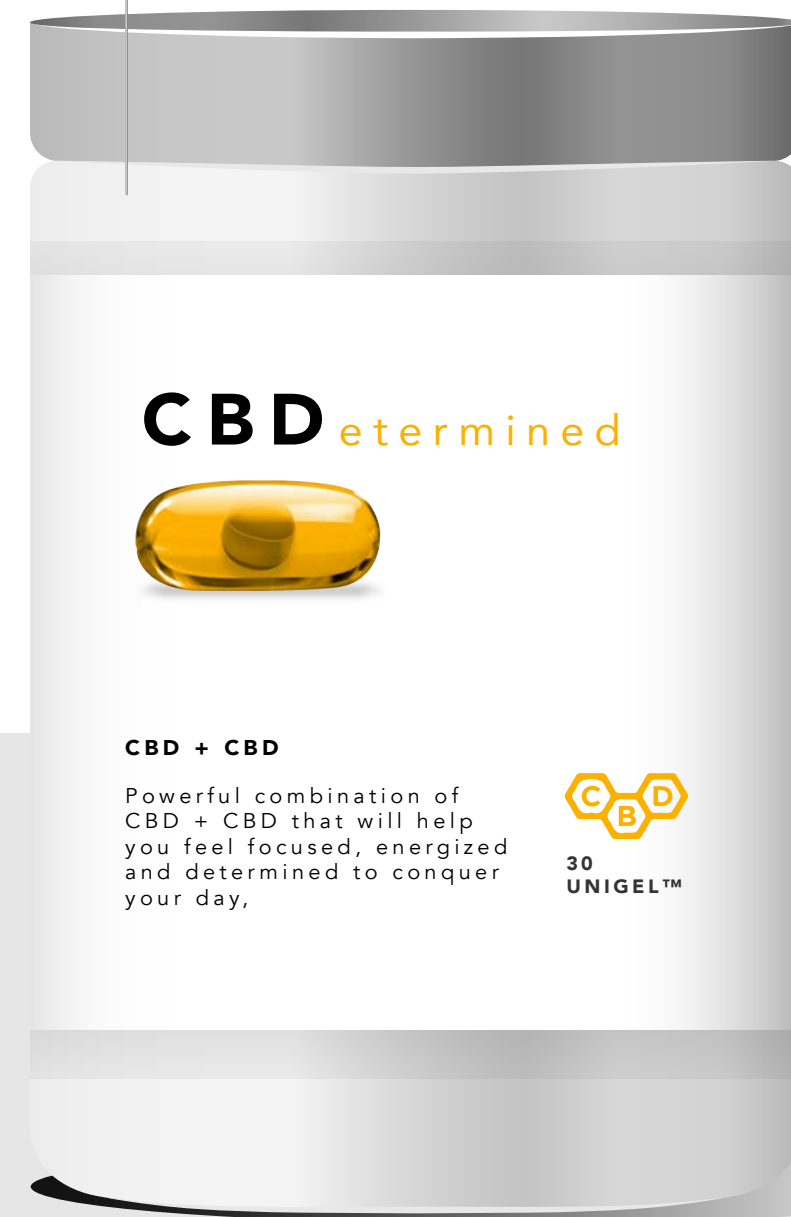 CBDetermined
CBD + CBD
Powerful combination of
CBD + CBD that will help
you feel focused, energized
and determined to conquer
your day,
CBD
30
UNIGEL™